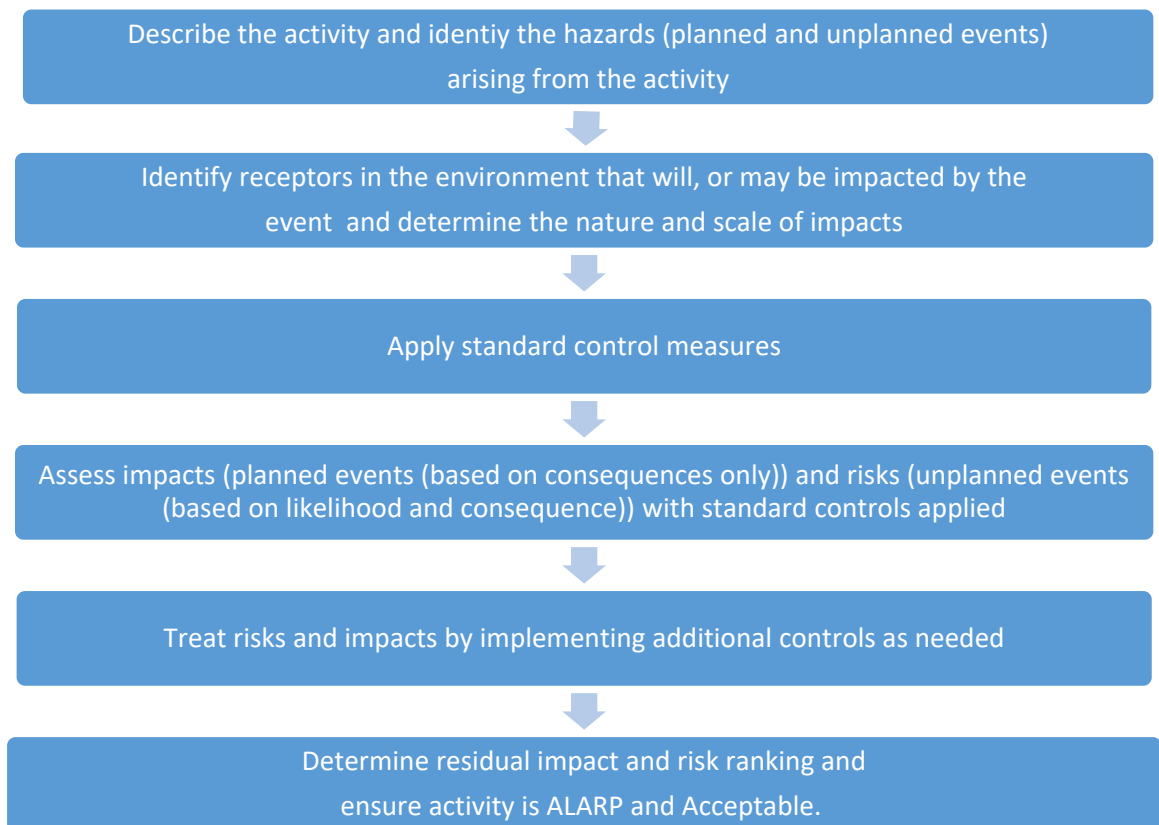 Describe the activity and identiy the hazards (planned and unplanned events)
arising from the activity
Identify receptors in the environment that will, or may be impacted by the
event and determine the nature and scale of impacts
Apply standard control measures
Assess impacts (planned events (based on consequences only)) and risks (unplanned events
(based on likelihood and consequence)) with standard controls applied
Treat risks and impacts by implementing additional controls as needed
Determine residual impact and risk ranking and
ensure activity is ALARP and Acceptable.